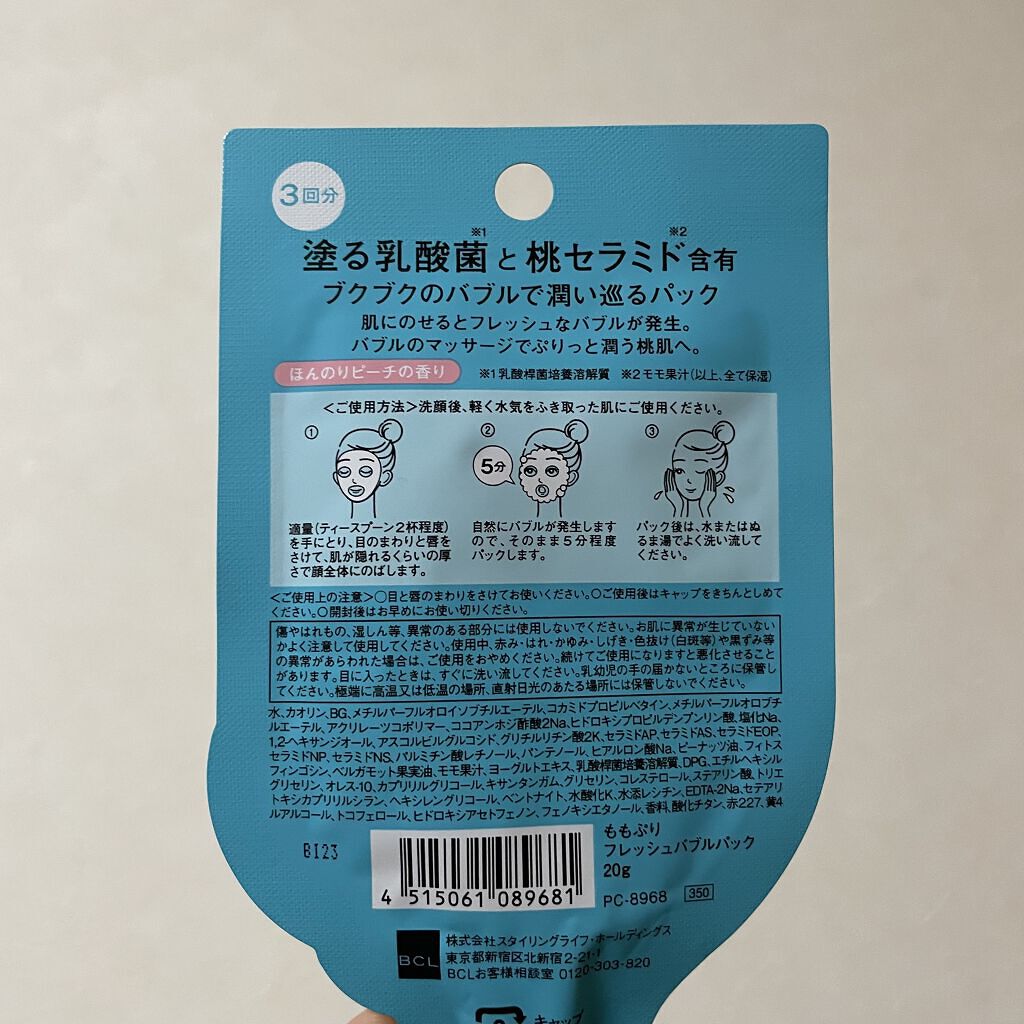 3回分
塗る乳酸菌※1と桃セラミド※2含有
ブクブクのバブルで潤い巡るパック
肌にのせるとフレッシュなバブルが発生。
バブルのマッサージでぷりっと潤う桃肌へ。
ほんのりピーチの香り ※1乳酸桿菌培養溶解質 ※2モモ果汁(以上、全て保湿)
<ご使用方法>洗顔後、軽く水気をふき取った肌にご使用ください。
①
適量(ティースプーン2杯程度)
を手にとり、目のまわりと唇を
さけて、肌が隠れるくらいの厚
さで顔全体にのばします。
②
5分
自然にバブルが発生します
ので、そのまま5分程度
パックします。
③
パック後は、水またはぬ
るま湯でよく洗い流して
ください。
<ご使用上の注意>○目と唇のまわりをさけてお使いください。○ご使用後はキャップをきちんとしめて
ください。○開封後はお早めにお使い切りください。
傷やはれもの、湿しん等、異常のある部分には使用しないでください。お肌に異常が生じていない
かよく注意して使用してください。使用中、赤み・はれ・かゆみ・しげき・色抜け(白斑等)や黒ずみ等
の異常があらわれた場合は、ご使用をおやめください。続けてご使用になりますと悪化させること
があります。目に入ったときは、すぐに洗い流してください。乳幼児の手の届かないところに保管し
てください。極端に高温又は低温の場所、直射日光のあたる場所には保管しないでください。
水、カオリン、BG、メチルパーフルオロイソブチルエーテル、コカミドプロピルベタイン、メチルパーフルオロブチ
ルエーテル、アクリレーツコポリマー、ココアンホジ酢酸2Na、ヒドロキシプロピルデンプンリン酸、塩化Na、
1,2-ヘキサンジオール、アスコルビルグルコシド、グリチルリチン酸2K、セラミドAP、セラミドAS、セラミドEOP、
セラミドNP、セラミドNS、パルミチン酸レチノール、パンテノール、ヒアルロン酸Na、ピーナッツ油、フィトス
フィンゴシン、ベルガモット果実油、モモ果汁、ヨーグルトエキス、乳酸桿菌培養溶解質、DPG、エチルヘキシル
グリセリン、オレス-10、カプリリルグリコール、キサンタンガム、グリセリン、コレステロール、ステアリン酸、トリエ
トキシカプリリルシラン、ヘキシレングリコール、ベントナイト、水酸化K、水添レシチン、EDTA-2Na、セテアリ
ルアルコール、トコフェロール、ヒドロキシアセトフェノン、フェノキシエタノール、香料、酸化チタン、赤227、黄4
BI23
4 515061 089681
ももぷり
フレッシュバブルパック
20g
PC-8968 350
BCL
株式会社スタイリングライフ・ホールディングス
東京都新宿区北新宿2-21-1
BCLお客様相談室 0120-303-820
キャップ